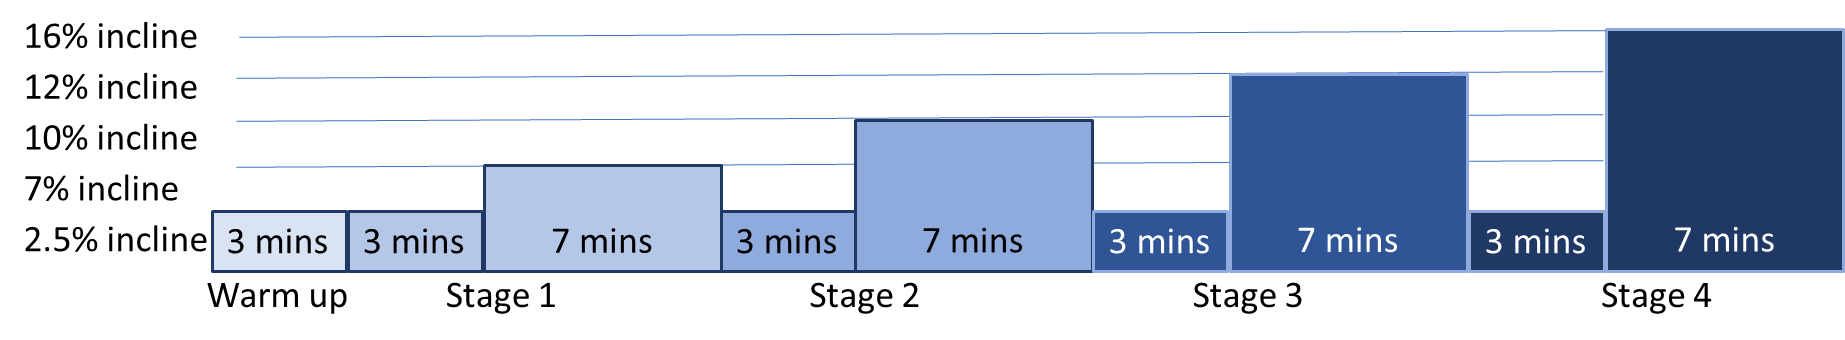 16% incline
12% incline
10% incline
7% incline
2.5% incline
3 mins 3 mins 7 mins 3 mins 7 mins 3 mins 7 mins 3 mins 7 mins
Warm up Stage 1 Stage 2 Stage 3 Stage 4